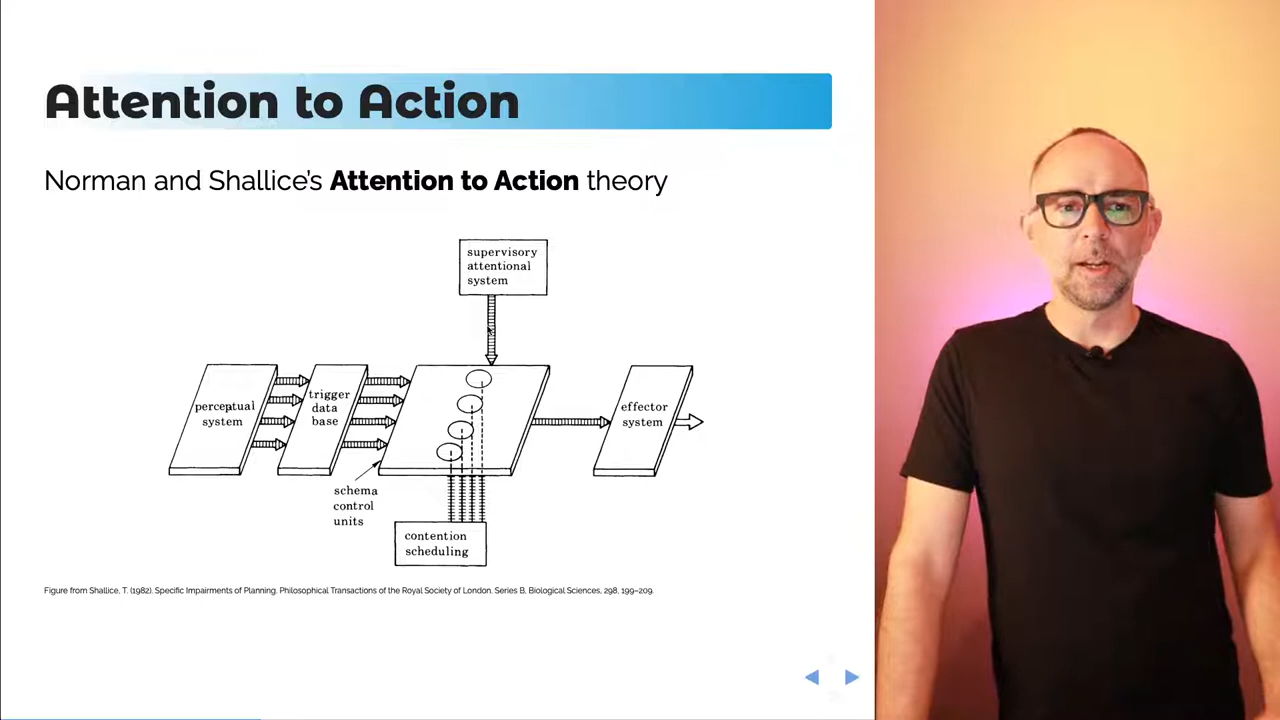 Attention to Action
Norman and Shallice's Attention to Action theory
supervisory
attentional
system
perceptual
system
trigger
data
base
effector
system
schema
control
units
contention
scheduling
Figure from Shallice, T. (1982). Specific Impairments of Planning. Philosophical Transactions of the Royal Society of London. Series B, Biological Sciences, 298, 199–209.